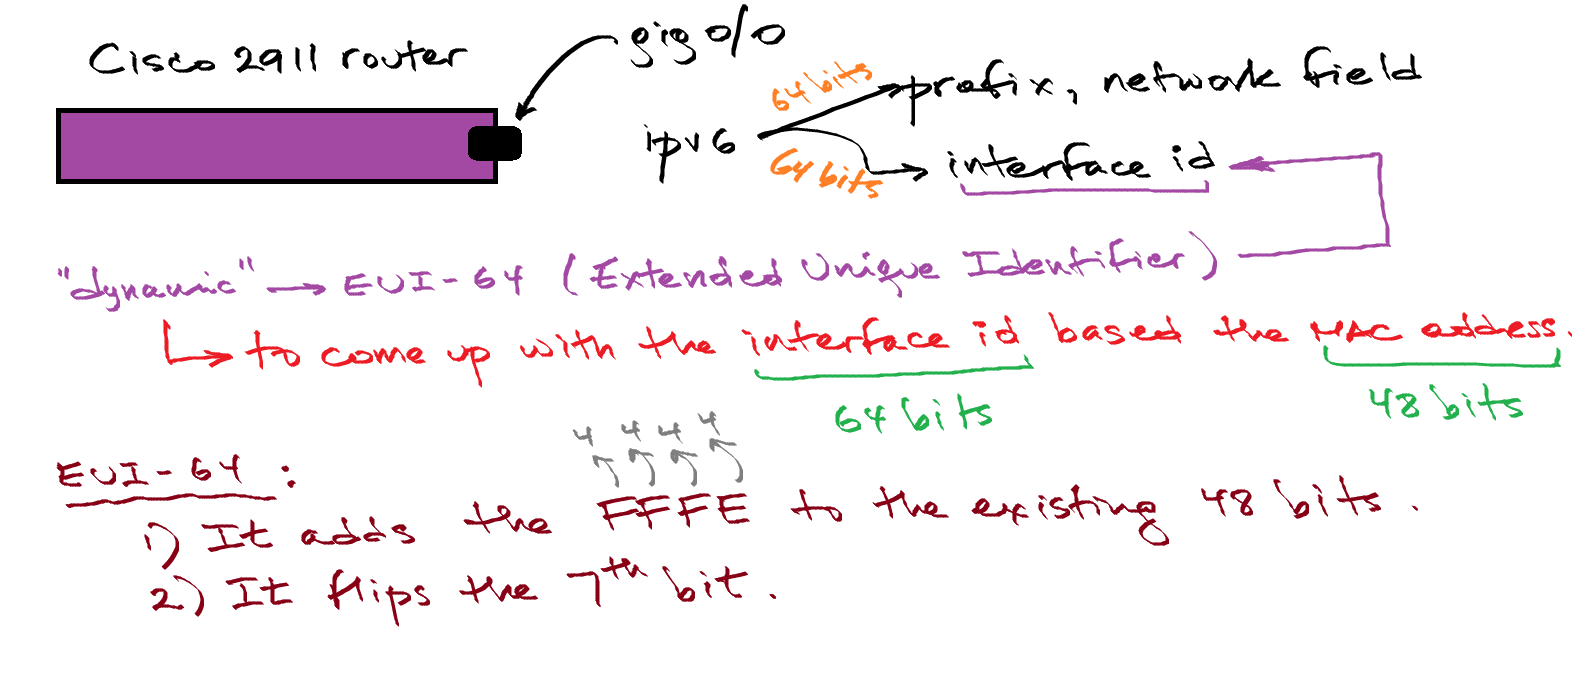 Cisco 2911 router
gig 0/0
64 bits
prefix, network field
ipv6
64 bits
interface id
"dynamic" → EUI-64 (Extended Unique Identifier)
to come up with the interface id based the MAC address.
64 bits
48 bits
4 4 4 4
EUI-64 :
1) It adds the FFFE to the existing 48 bits.
2) It flips the 7th bit.